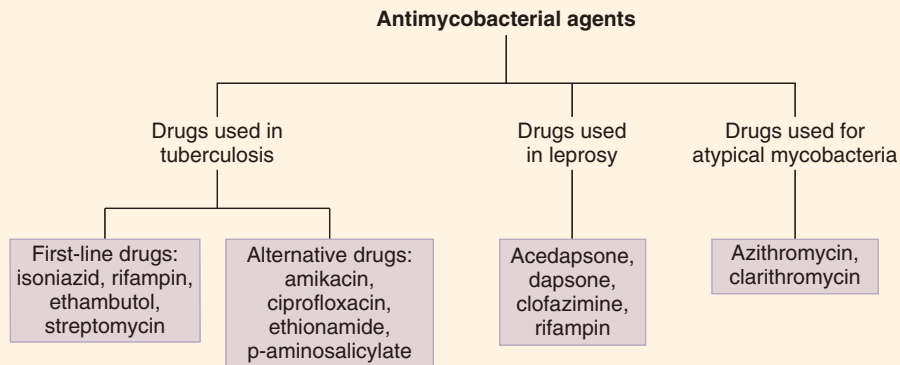 Antimycobacterial agents
Drugs used in
tuberculosis
Drugs used
in leprosy
Drugs used for
atypical mycobacteria
First-line drugs:
isoniazid, rifampin,
ethambutol,
streptomycin
Alternative drugs:
amikacin,
ciprofloxacin,
ethionamide,
p-aminosalicylate
Acedapsone,
dapsone,
clofazimine,
rifampin
Azithromycin,
clarithromycin